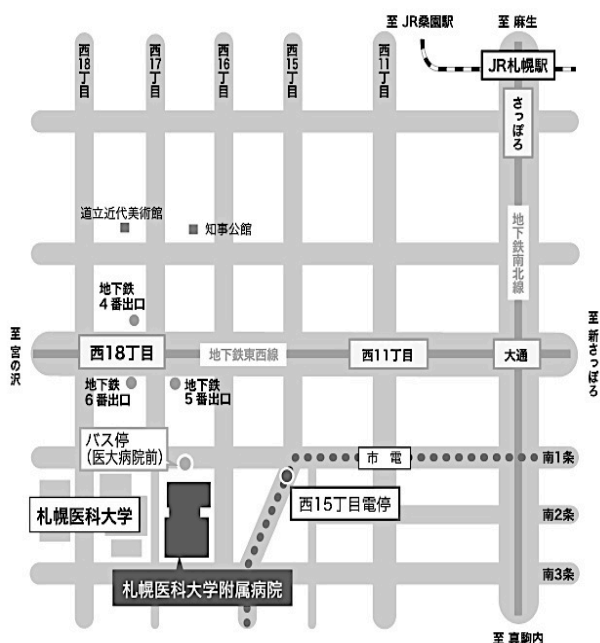 至 JR桑園駅
至 麻生
西18丁目
西17丁目
西16丁目
西15丁目
西11丁目
JR札幌駅
さっぽろ
道立近代美術館
知事公館
地下鉄南北線
地下鉄
4番出口
至 宮の沢
西18丁目
地下鉄東西線
西11丁目
大通
至 新さっぽろ
地下鉄
6番出口
地下鉄
5番出口
バス停
(医大病院前)
市電
南1条
札幌医科大学
西15丁目電停
南2条
札幌医科大学附属病院
南3条
至 真駒内